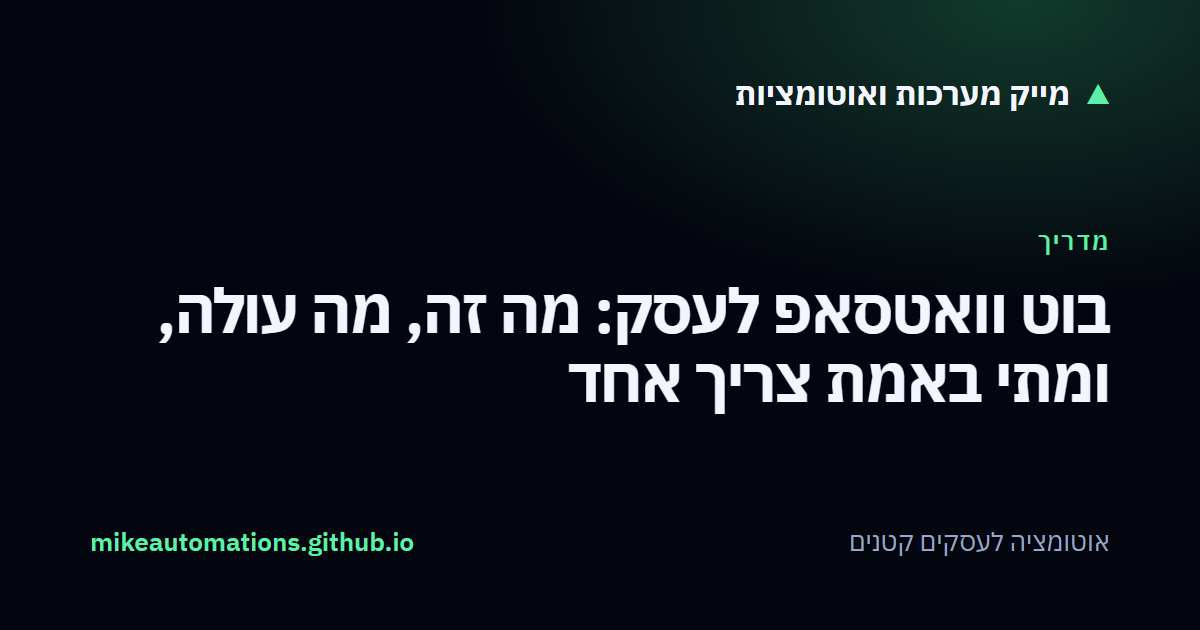 מייק מערכות ואוטומציות
מדריך
בוט וואטסאפ לעסק: מה זה, מה עולה,
ומתי באמת צריך אחד
אוטומציה לעסקים קטנים
mikeautomations.github.io